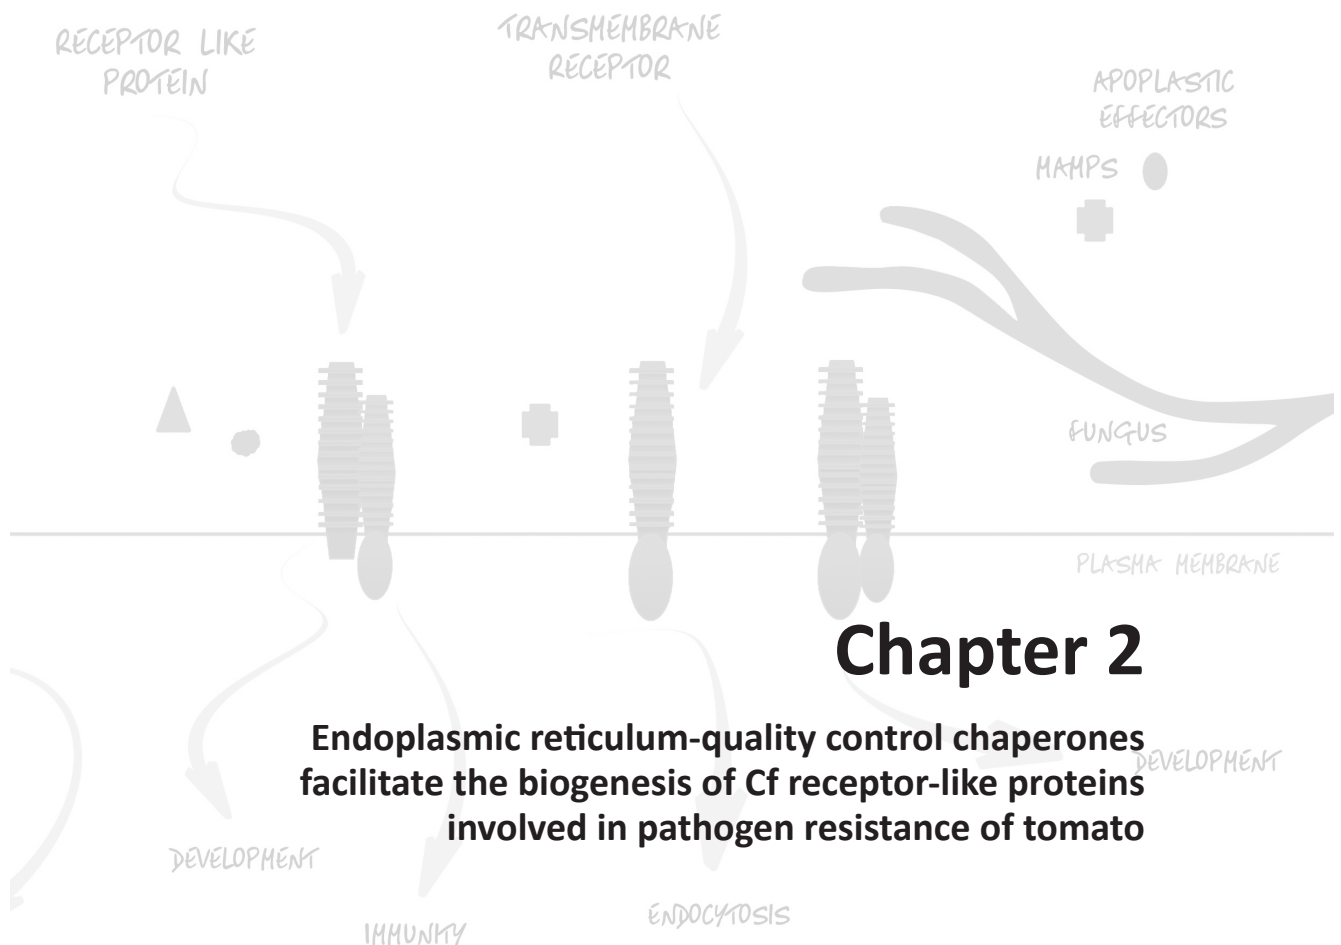 RECEPTOR LIKE
PROTEIN
TRANSMEMBRANE
RECEPTOR
APOPLASTIC
EFFECTORS
MAMPS
FUNGUS
PLASMA MEMBRANE
Chapter 2
Endoplasmic reticulum-quality control chaperones
facilitate the biogenesis of Cf receptor-like proteins
involved in pathogen resistance of tomato
DEVELOPMENT
DEVELOPMENT
IMMUNITY
ENDOCYTOSIS